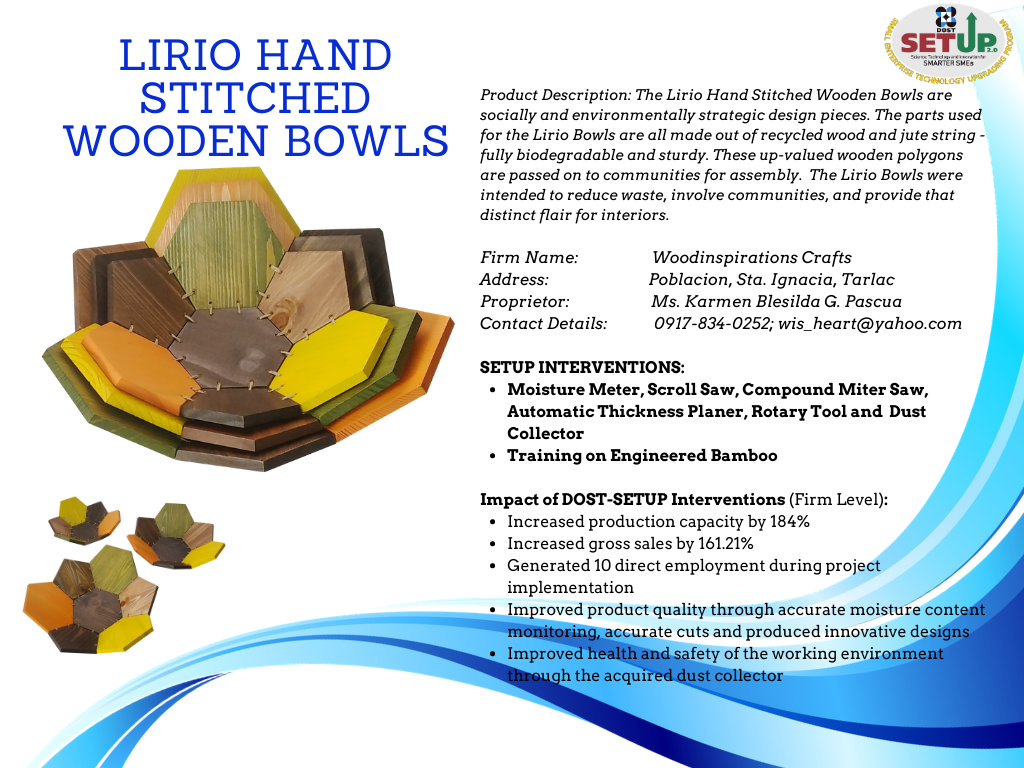 LIRIO HAND
STITCHED
WOODEN BOWLS
DOST
SETUP 2.0
Science Technology and Innovation for
SMARTER SMEs
SMALL ENTERPRISE TECHNOLOGY UPGRADING PROGRAM
Product Description: The Lirio Hand Stitched Wooden Bowls are
socially and environmentally strategic design pieces. The parts used
for the Lirio Bowls are all made out of recycled wood and jute string -
fully biodegradable and sturdy. These up-valued wooden polygons
are passed on to communities for assembly.  The Lirio Bowls were
intended to reduce waste, involve communities, and provide that
distinct flair for interiors.
Firm Name: Woodinspirations Crafts
Address: Poblacion, Sta. Ignacia, Tarlac
Proprietor: Ms. Karmen Blesilda G. Pascua
Contact Details: 0917-834-0252; wis_heart@yahoo.com
SETUP INTERVENTIONS:
• Moisture Meter, Scroll Saw, Compound Miter Saw,
Automatic Thickness Planer, Rotary Tool and  Dust
Collector
• Training on Engineered Bamboo
Impact of DOST-SETUP Interventions (Firm Level):
• Increased production capacity by 184%
• Increased gross sales by 161.21%
• Generated 10 direct employment during project
implementation
• Improved product quality through accurate moisture content
monitoring, accurate cuts and produced innovative designs
• Improved health and safety of the working environment
through the acquired dust collector